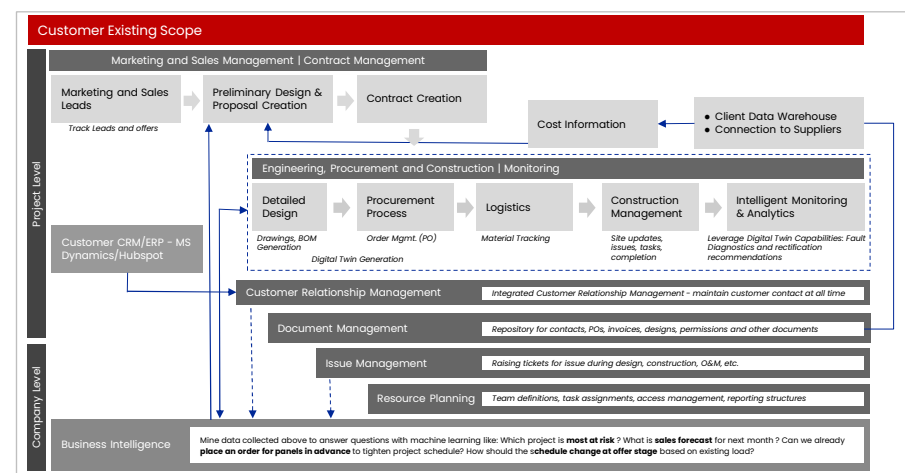 Customer Existing Scope
Marketing and Sales Management | Contract Management
Marketing and Sales
Leads
Preliminary Design &
Proposal Creation
Contract Creation
Track Leads and offers
Cost Information
● Client Data Warehouse
● Connection to Suppliers
Project Level
Engineering, Procurement and Construction | Monitoring
Detailed
Design
Procurement
Process
Logistics
Construction
Management
Intelligent Monitoring
& Analytics
Drawings, BOM
Generation
Order Mgmt. (PO)
Material Tracking
Site updates,
issues, tasks,
completion
Leverage Digital Twin Capabilities: Fault
Diagnostics and rectification
recommendations
Digital Twin Generation
Customer CRM/ERP - MS
Dynamics/Hubspot
Customer Relationship Management
Integrated Customer Relationship Management - maintain customer contact at all time
Document Management
Repository for contacts, POs, invoices, designs, permissions and other documents
Company Level
Issue Management
Raising tickets for issue during design, construction, O&M, etc.
Resource Planning
Team definitions, task assignments, access management, reporting structures
Business Intelligence
Mine data collected above to answer questions with machine learning like: Which project is most at risk ? What is sales forecast for next month ? Can we already
place an order for panels in advance to tighten project schedule? How should the schedule change at offer stage based on existing load?